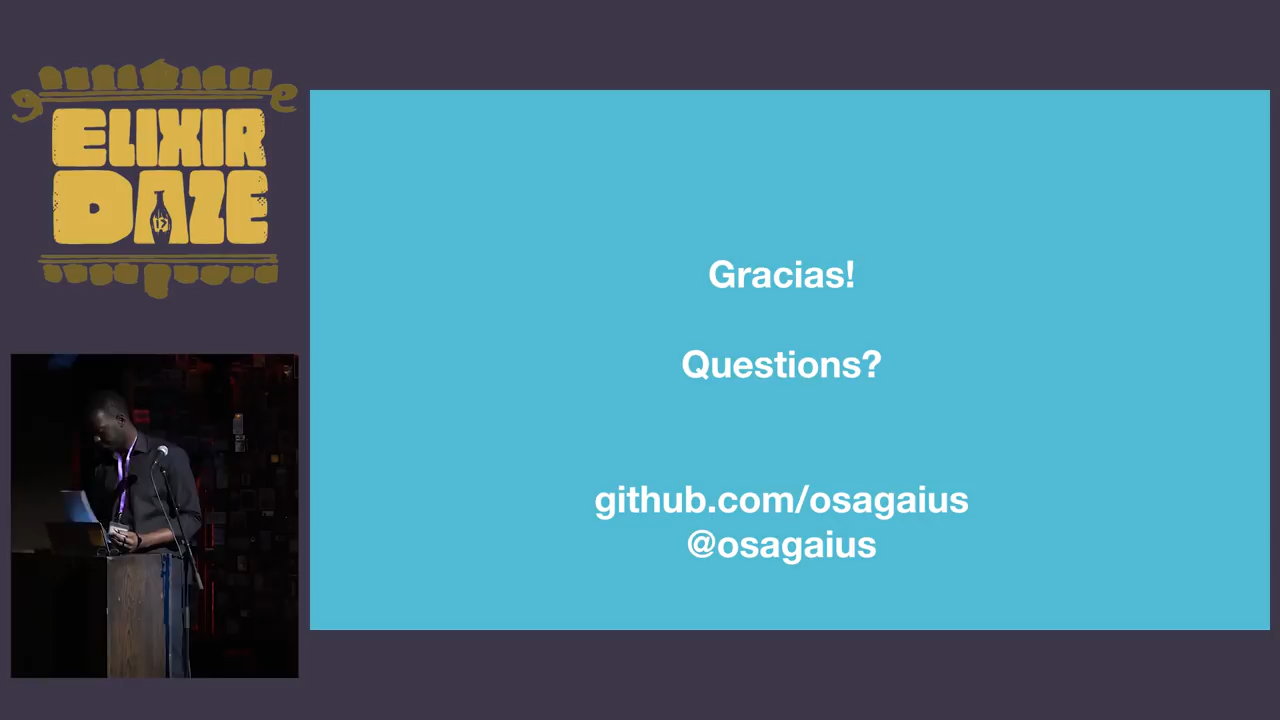 ELIXIR
DAZE
Gracias!
Questions?
github.com/osagaius
@osagaius